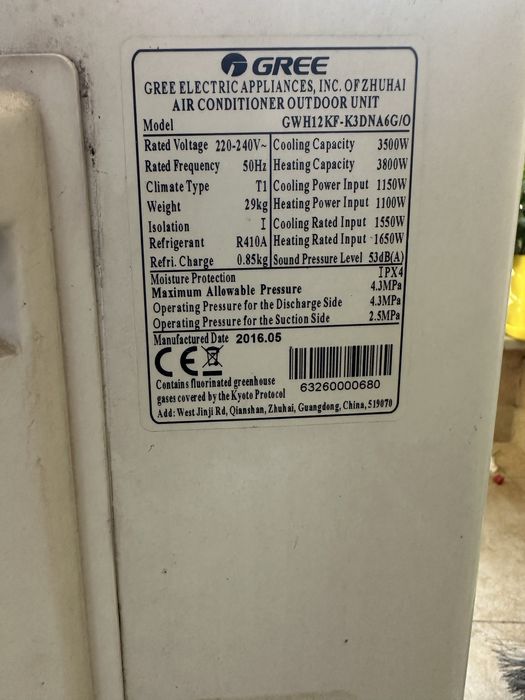 GREE
GREE ELECTRIC APPLIANCES, INC. OF ZHUHAI
AIR CONDITIONER OUTDOOR UNIT
Model GWH12KF-K3DNA6G/O
Rated Voltage 220-240V~ Cooling Capacity 3500W
Rated Frequency 50Hz Heating Capacity 3800W
Climate Type T1 Cooling Power Input 1150W
Weight 29kg Heating Power Input 1100W
Isolation I Cooling Rated Input 1550W
Refrigerant R410A Heating Rated Input 1650W
Refri. Charge 0.85kg Sound Pressure Level 53dB(A)
Moisture Protection IPX4
Maximum Allowable Pressure 4.3MPa
Operating Pressure for the Discharge Side 4.3MPa
Operating Pressure for the Suction Side 2.5MPa
Manufactured Date 2016.05
CE
Contains fluorinated greenhouse
gases covered by the Kyoto Protocol
63260000680
Add: West Jinji Rd, Qianshan, Zhuhai, Guangdong, China, 519070